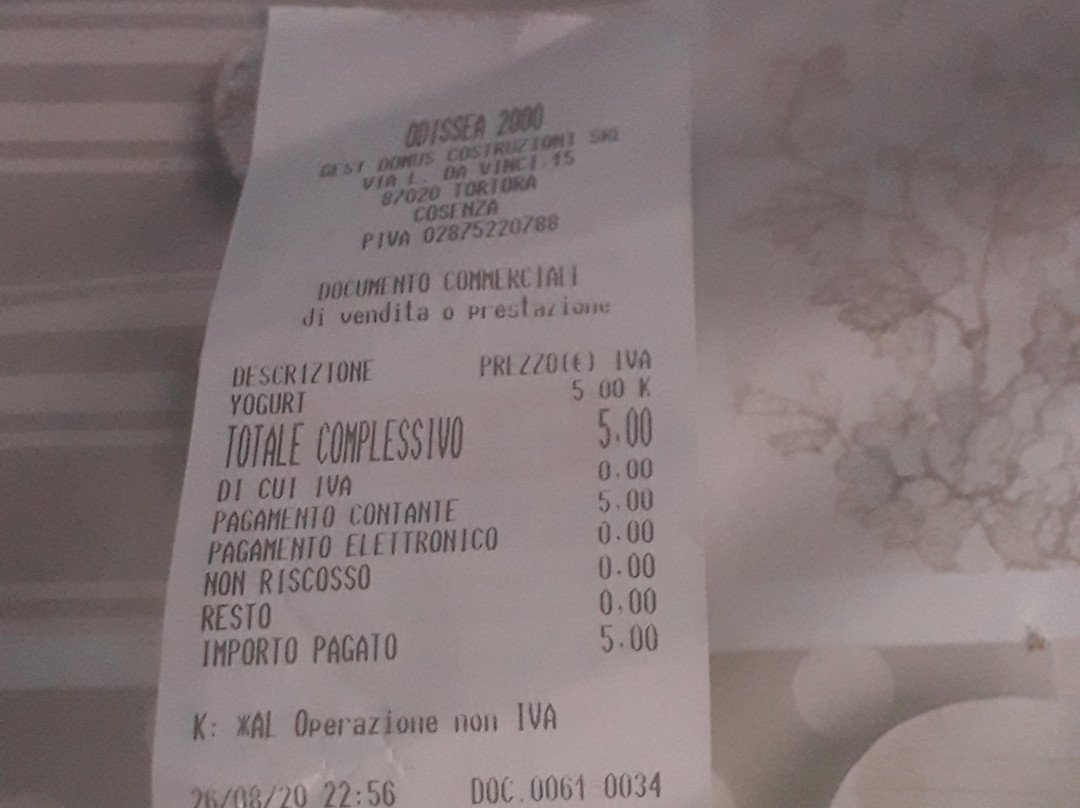 ODISSEA 2000
GEST DOMUS COSTRUZIONI SRL
VIA L. DA VINCI 15
87020 TORTORA
COSENZA
PIVA 02875220788
DOCUMENTO COMMERCIALE
di vendita o prestazione
DESCRIZIONE PREZZO(€) IVA
YOGURT 5.00 K
TOTALE COMPLESSIVO 5.00
DI CUI IVA 0.00
PAGAMENTO CONTANTE 5.00
PAGAMENTO ELETTRONICO 0.00
NON RISCOSSO 0.00
RESTO 0.00
IMPORTO PAGATO 5.00
K: *AL Operazione non IVA
26/08/20 22:56 DOC.0061-0034